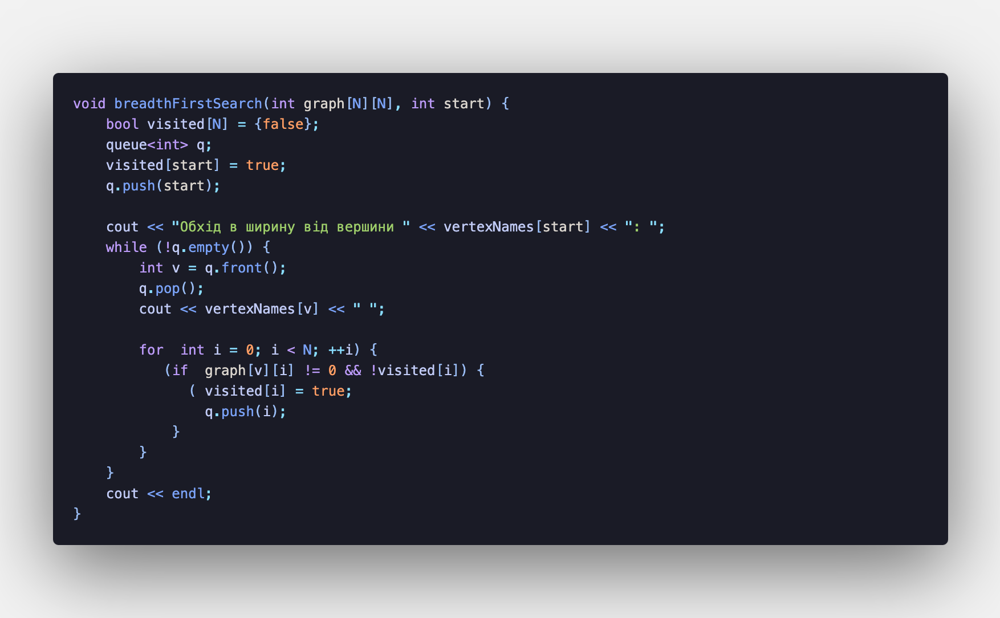 void breadthFirstSearch(int graph[N][N], int start) {
    bool visited[N] = {false};
    queue<int> q;
    visited[start] = true;
    q.push(start);

    cout << "Обхід в ширину від вершини " << vertexNames[start] << ": ";
    while (!q.empty()) {
        int v = q.front();
        q.pop();
        cout << vertexNames[v] << " ";

        for  int i = 0; i < N; ++i) {
           (if  graph[v][i] != 0 && !visited[i]) {
              ( visited[i] = true;
                q.push(i);
            }
        }
    }
    cout << endl;
}